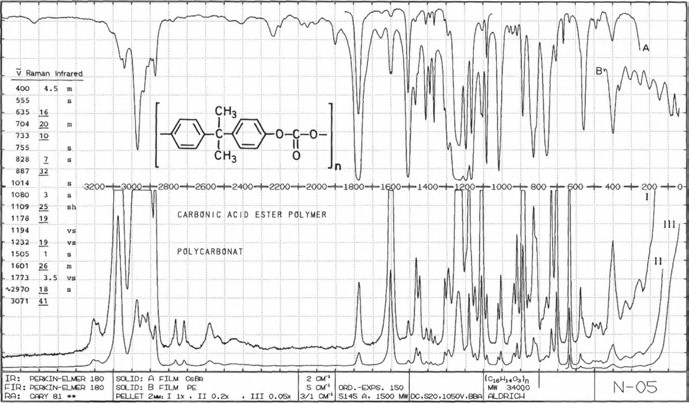 A
B
ṽ Raman Infrared
400 4.5 m
555 s
635 16
704 20 m
733 10
755 s
828 7 s
887 32
1014 s
1080 3 s
1109 25 sh
1178 19
1194 vs
1232 19 vs
1505 1 s
1601 26 m
1773 3.5 vs
~2970 18 s
3071 41
CH₃
C
CH₃
O-C-O
O
n
3200 3000 2800 2600 2400 2200 2000 1800 1600 1400 1200 1000 800 600 400 200 0
I
III
II
CARBONIC ACID ESTER POLYMER
POLYCARBONAT
IR: PERKIN-ELMER 180 SOLID: A FILM CsBr 2 CM⁻¹ (C₁₆H₁₄O₃)n
FIR: PERKIN-ELMER 180 SOLID: B FILM PE 5 CM⁻¹ ORD.-EXPS. 150 MW 34000
RA: CARY 81 ** PELLET 2mm: I 1x, II 0.2x, III 0.05x 3/1 CM⁻¹ 5145 A, 1500 MW DC, S20, 1050V, BBA ALDRICH
N-05